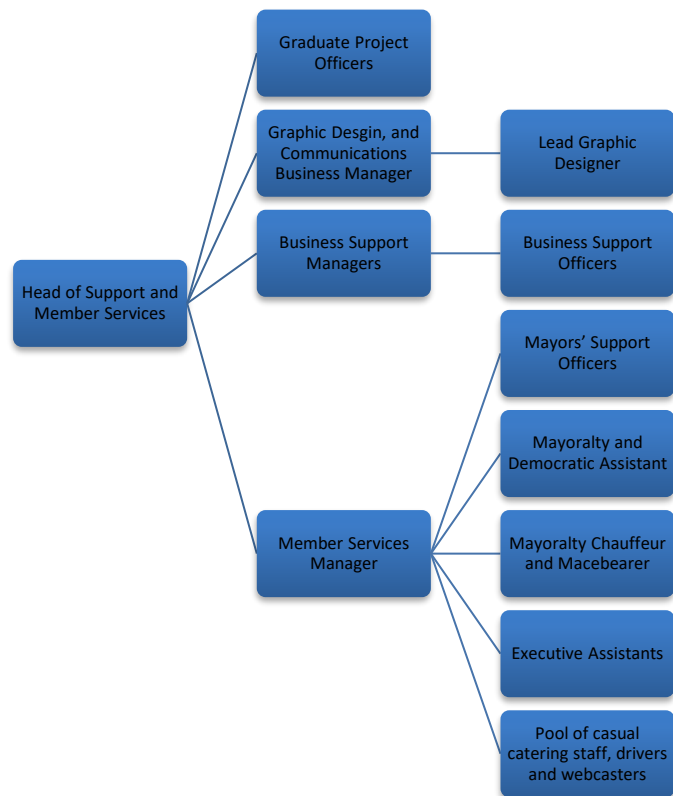 Graduate Project
Officers
Graphic Desgin, and
Communications
Business Manager
Lead Graphic
Designer
Business Support
Managers
Business Support
Officers
Head of Support and
Member Services
Mayors’ Support
Officers
Mayoralty and
Democratic Assistant
Member Services
Manager
Mayoralty Chauffeur
and Macebearer
Executive Assistants
Pool of casual
catering staff, drivers
and webcasters